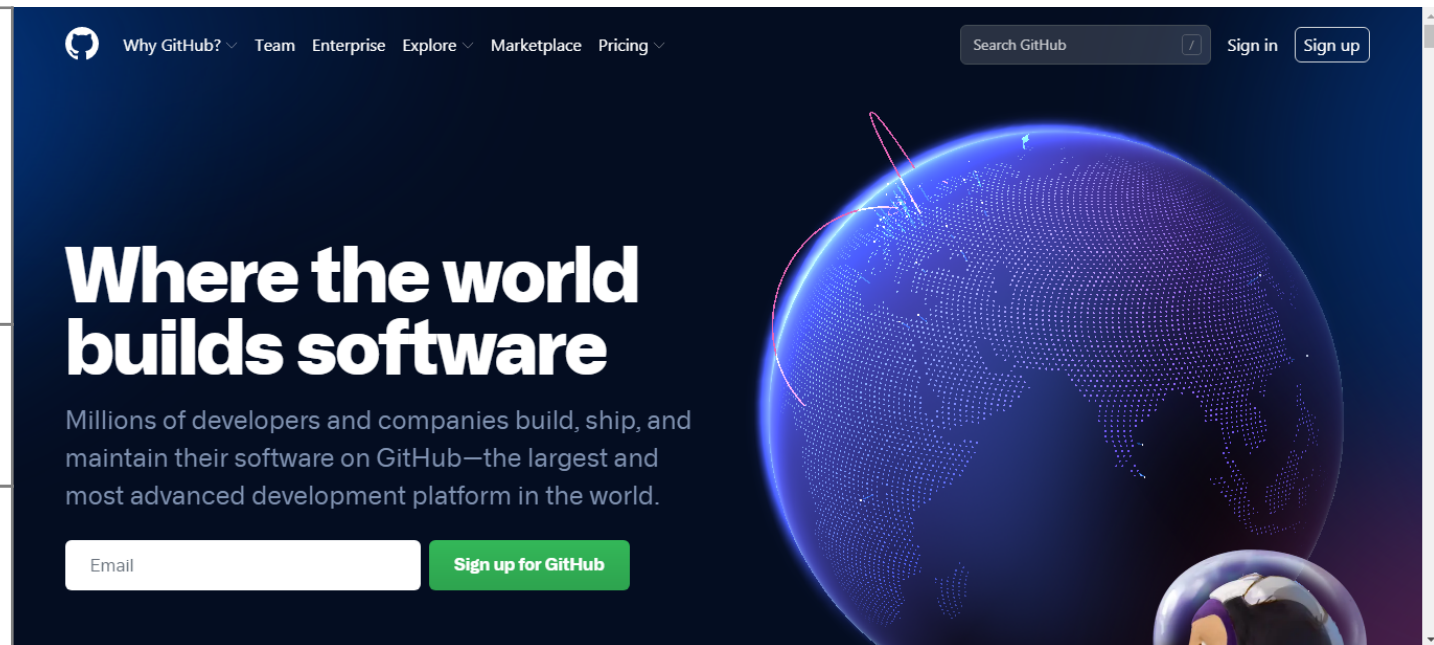 Why GitHub? Team Enterprise Explore Marketplace Pricing Search GitHub / Sign in Sign up
Where the world
builds software
Millions of developers and companies build, ship, and
maintain their software on GitHub—the largest and
most advanced development platform in the world.
Email Sign up for GitHub